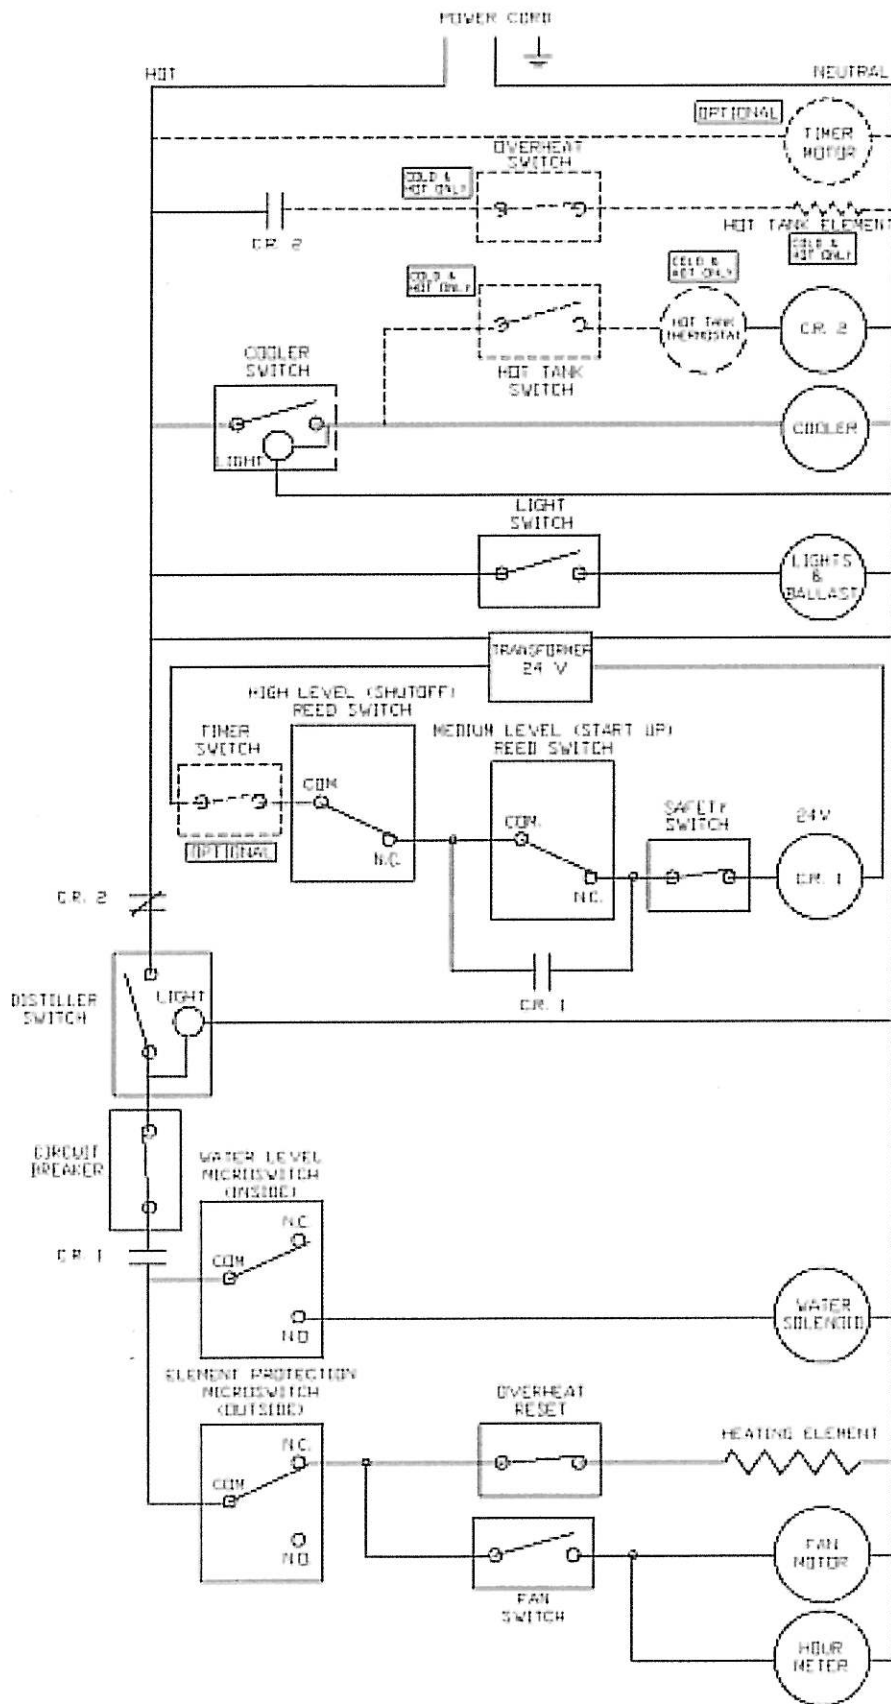 POWER CORD
HOT
NEUTRAL
OPTIONAL
TIMER
MOTOR
OVERHEAT
SWITCH
COLD &
HOT ONLY
C.R. 2
HOT TANK ELEMENT
COLD &
HOT ONLY
COLD &
HOT ONLY
COLD &
HOT ONLY
HOT TANK
THERMOSTAT
C.R. 2
COOLER
SWITCH
HOT TANK
SWITCH
LIGHT
COOLER
LIGHT
SWITCH
LIGHTS
&
BALLAST
TRANSFORMER
24 V
HIGH LEVEL (SHUTOFF)
REED SWITCH
TIMER
SWITCH
MEDIUM LEVEL (START UP)
REED SWITCH
COM
COM.
SAFETY
SWITCH
24V
OPTIONAL
N.C.
N.C.
C.R. 1
C.R. 2
C.R. 1
DISTILLER
SWITCH
LIGHT
CIRCUIT
BREAKER
WATER LEVEL
MICROSWITCH
(INSIDE)
N.C.
C.R. 1
COM
N.O
WATER
SOLENOID
ELEMENT PROTECTION
MICROSWITCH
(OUTSIDE)
OVERHEAT
RESET
HEATING ELEMENT
N.C.
COM
N.O
FAN
SWITCH
FAN
MOTOR
HOUR
METER